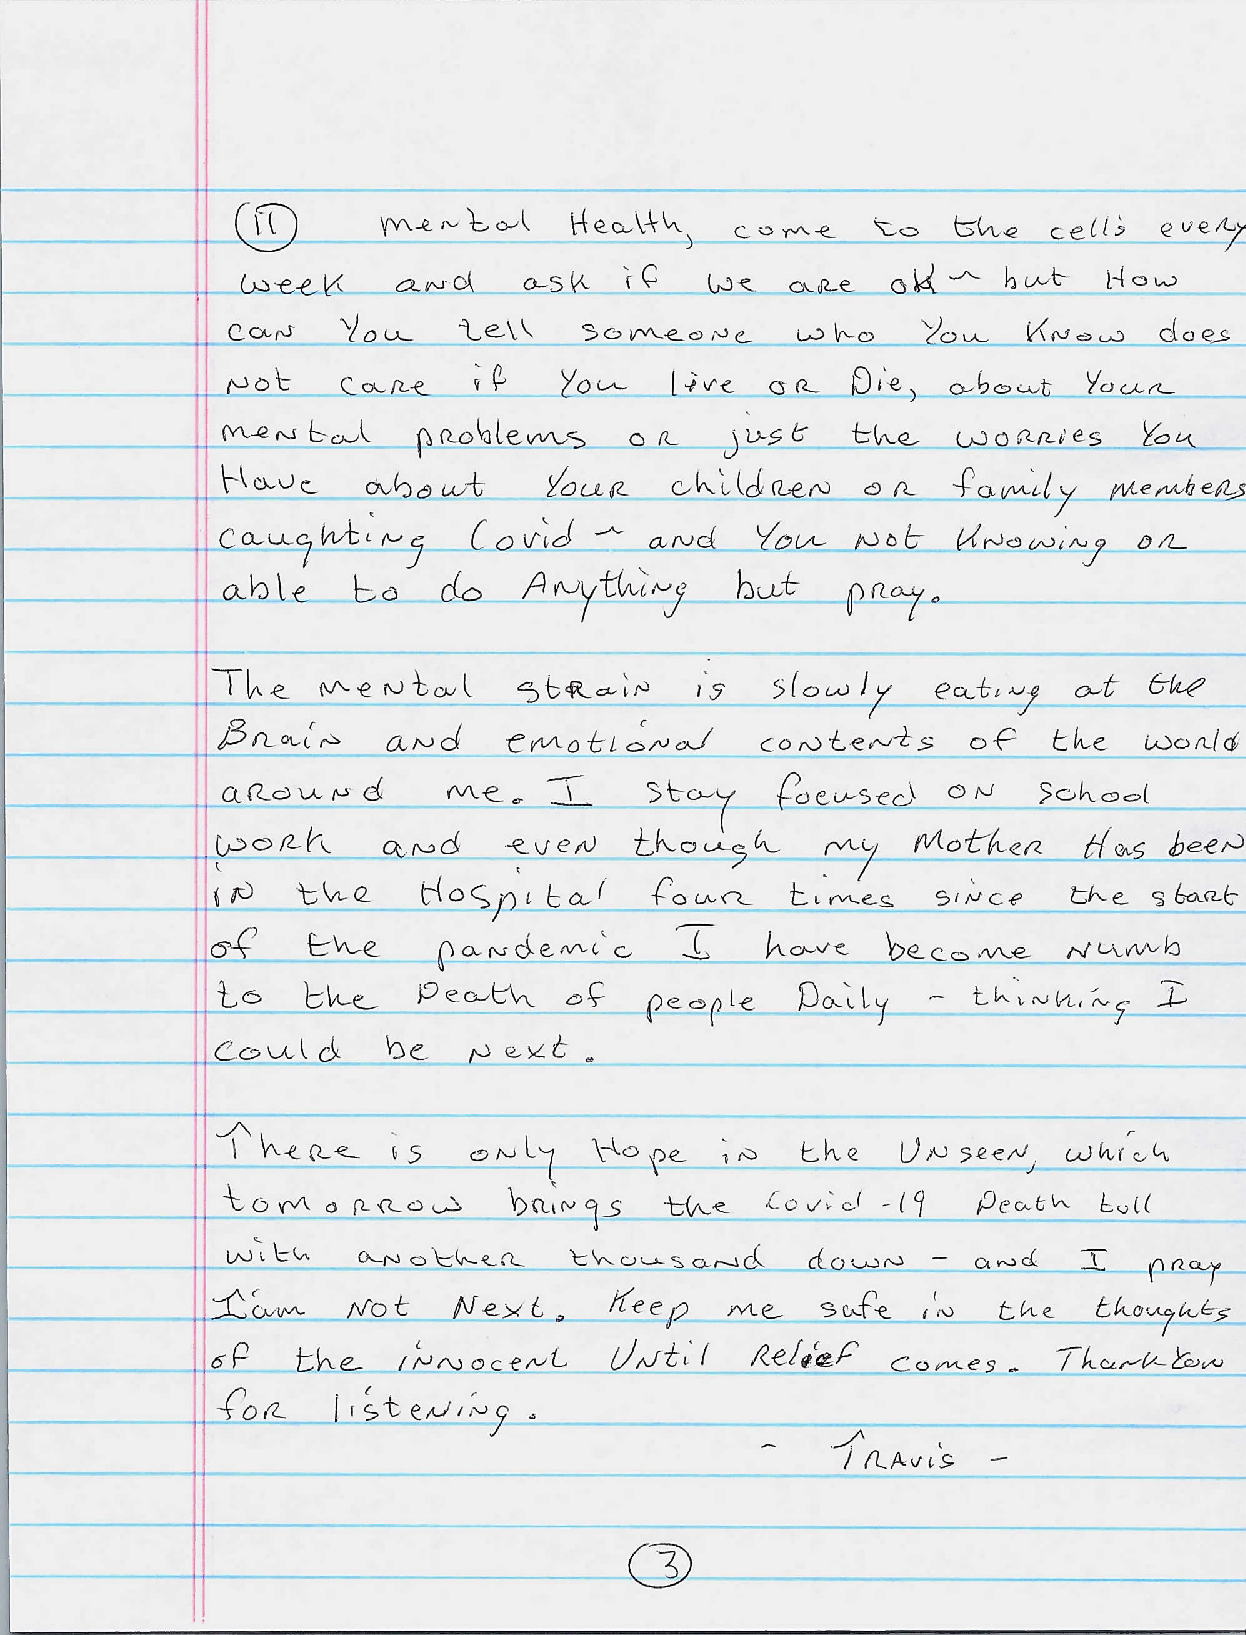 11 Mental Health, come to the cells every
week and ask if we are ok ~ but How
can You tell someone who You Know does
Not care if You live or Die, about Your
mental problems or just the worries You
Have about Your children or family members
caughting Covid ~ and You Not Knowing or
able to do Anything but pray.
The mental strain is slowly eating at the
Brain and emotional contents of the world
around me. I stay focused on school
work and even though my Mother Has been
in the Hospital four times since the start
of the pandemic I have become Numb
to the Death of people Daily - thinking I
could be Next.
There is only Hope in the Unseen, which
tomorrow brings the Covid-19 Death toll
with another thousand down - and I pray
I'am Not Next. Keep me safe in the thoughts
of the innocent Until Relief comes. Thank You
for listening.
- Travis -
3